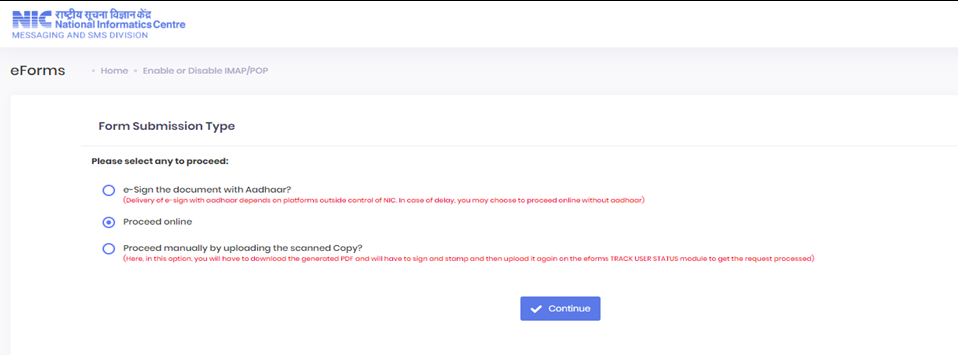 NIC राष्ट्रीय सूचना विज्ञान केंद्र
National Informatics Centre
MESSAGING AND SMS DIVISION
eForms • Home • Enable or Disable IMAP/POP
Form Submission Type
Please select any to proceed:
e-Sign the document with Aadhaar?
(Delivery of e-sign with aadhaar depends on platforms outside control of NIC. In case of delay, you may choose to proceed online without aadhaar)
Proceed online
Proceed manually by uploading the scanned Copy?
(Here, in this option, you will have to download the generated PDF and will have to sign and stamp and then upload it again on the eforms TRACK USER STATUS module to get the request processed)
Continue